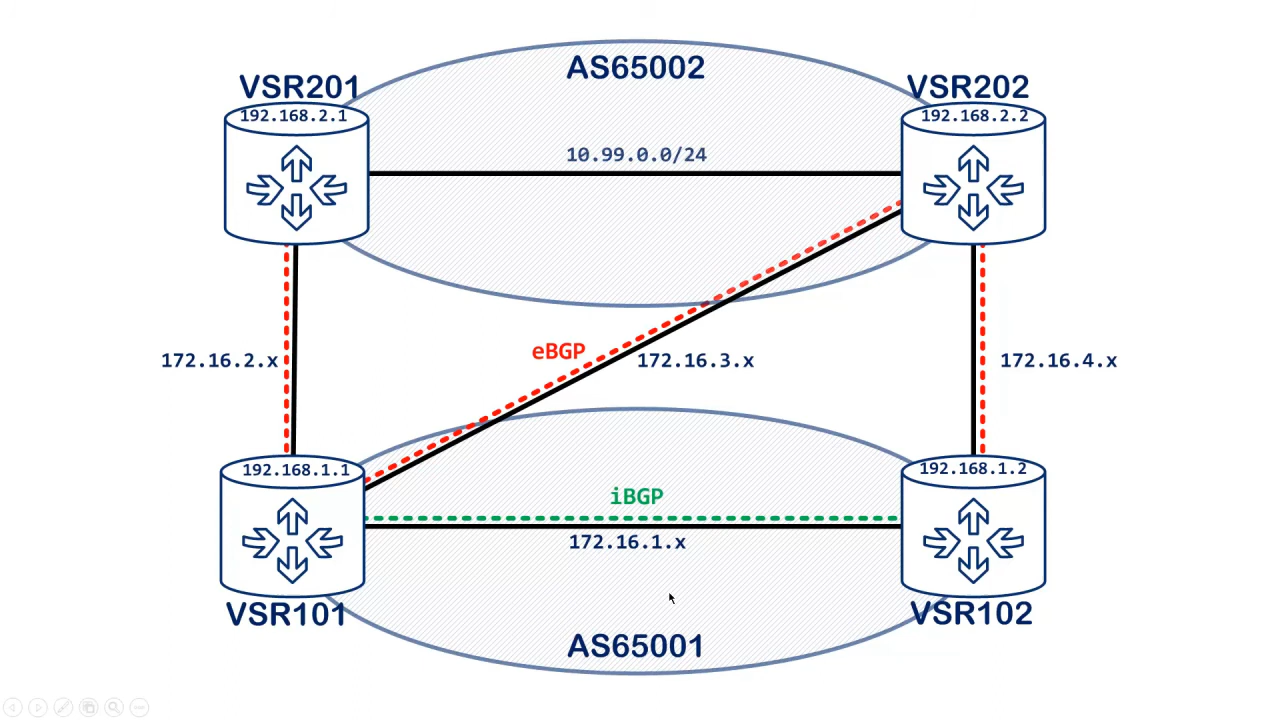 AS65002
VSR201
VSR202
192.168.2.1
192.168.2.2
10.99.0.0/24
eBGP
172.16.2.x
172.16.3.x
172.16.4.x
192.168.1.1
192.168.1.2
iBGP
172.16.1.x
VSR101
VSR102
AS65001